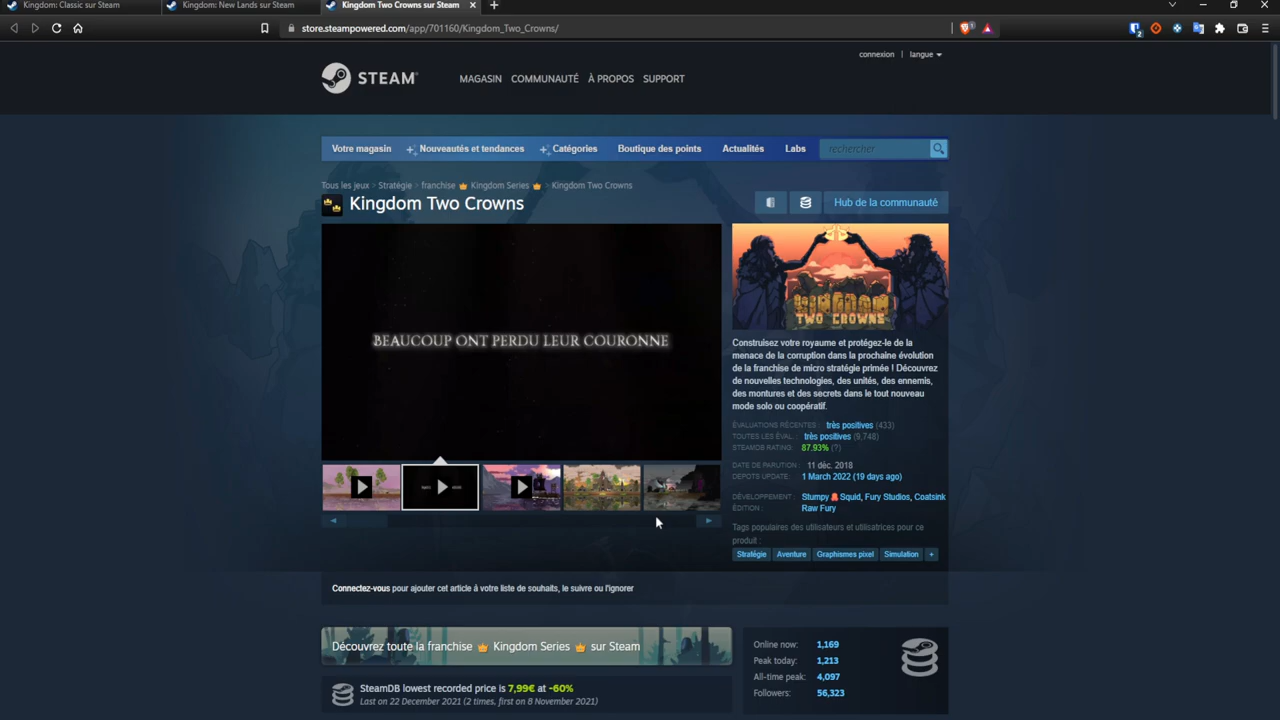 Kingdom: Classic sur Steam
Kingdom: New Lands sur Steam
Kingdom Two Crowns sur Steam
store.steampowered.com/app/701160/Kingdom_Two_Crowns/
connexion | langue
STEAM
MAGASIN COMMUNAUTÉ À PROPOS SUPPORT
Votre magasin Nouveautés et tendances Catégories Boutique des points Actualités Labs rechercher
Tous les jeux > Stratégie > franchise Kingdom Series > Kingdom Two Crowns
Kingdom Two Crowns
Hub de la communauté
BEAUCOUP ONT PERDU LEUR COURONNE
KINGDOM
TWO CROWNS
Construisez votre royaume et protégez-le de la
menace de la corruption dans la prochaine évolution
de la franchise de micro stratégie primée ! Découvrez
de nouvelles technologies, des unités, des ennemis,
des montures et des secrets dans le tout nouveau
mode solo ou coopératif.
ÉVALUATIONS RÉCENTES : très positives (433)
TOUTES LES ÉVAL. : très positives (9,748)
STEAMDB RATING: 87.93% (?)
DATE DE PARUTION : 11 déc. 2018
DEPOTS UPDATE: 1 March 2022 (19 days ago)
DÉVELOPPEMENT : Stumpy Squid, Fury Studios, Coatsink
ÉDITION : Raw Fury
Tags populaires des utilisateurs et utilisatrices pour ce
produit :
Stratégie Aventure Graphismes pixel Simulation +
Connectez-vous pour ajouter cet article à votre liste de souhaits, le suivre ou l'ignorer
Découvrez toute la franchise Kingdom Series sur Steam
SteamDB lowest recorded price is 7,99€ at -60%
Last on 22 December 2021 (2 times, first on 8 November 2021)
Online now: 1,169
Peak today: 1,213
All-time peak: 4,097
Followers: 56,323